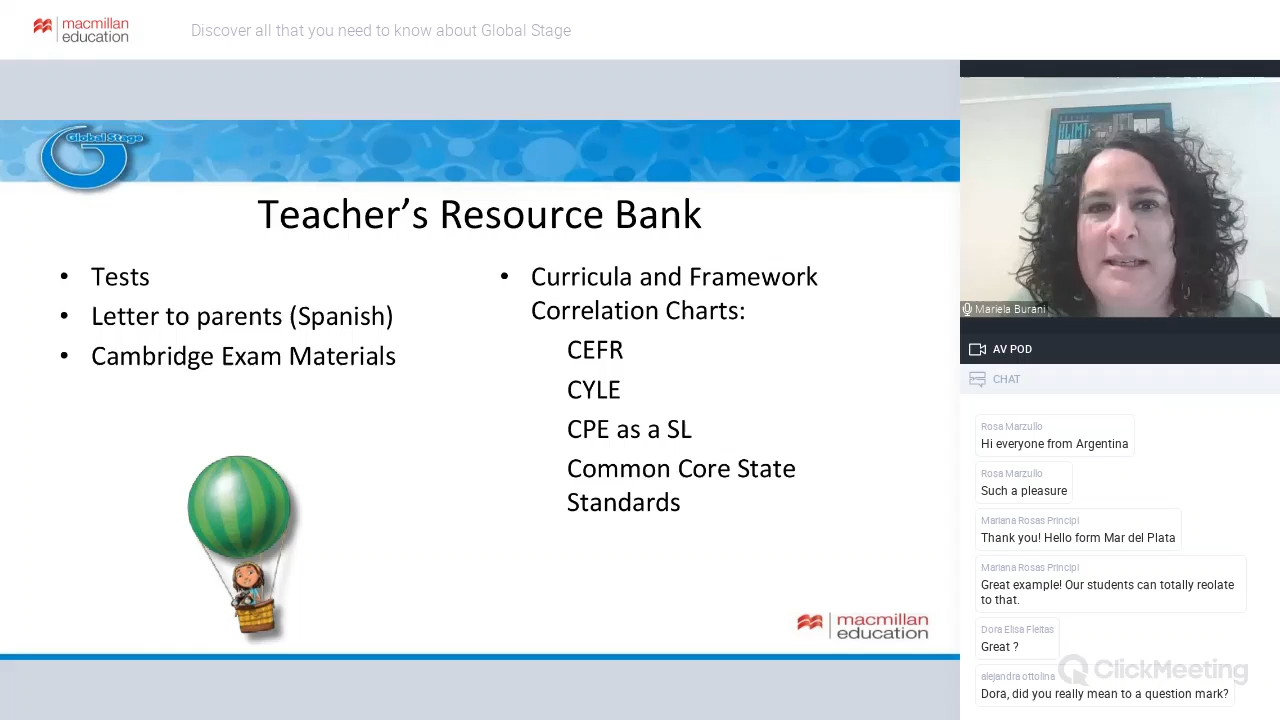 macmillan
education
Discover all that you need to know about Global Stage
Global Stage
Teacher's Resource Bank
• Tests
• Letter to parents (Spanish)
• Cambridge Exam Materials
• Curricula and Framework
Correlation Charts:
CEFR
CYLE
CPE as a SL
Common Core State
Standards
macmillan
education
KLIMT
Mariela Burani
AV POD
CHAT
Rosa Marzullo
Hi everyone from Argentina
Rosa Marzullo
Such a pleasure
Mariana Rosas Principi
Thank you! Hello form Mar del Plata
Mariana Rosas Principi
Great example! Our students can totally reolate
to that.
Dora Elisa Fleitas
Great ?
alejandra ottolina
Dora, did you really mean to a question mark?
ClickMeeting